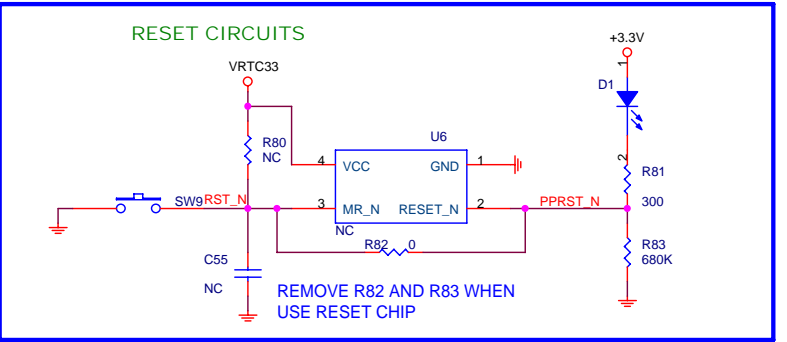 RESET CIRCUITS
+3.3V
VRTC33
1
D1
U6
R80
NC
4
VCC
GND
1
2
R81
300
SW9
RST_N
3
MR_N
RESET_N
2
PPRST_N
NC
R82
0
R83
680K
C55
NC
REMOVE R82 AND R83 WHEN
USE RESET CHIP